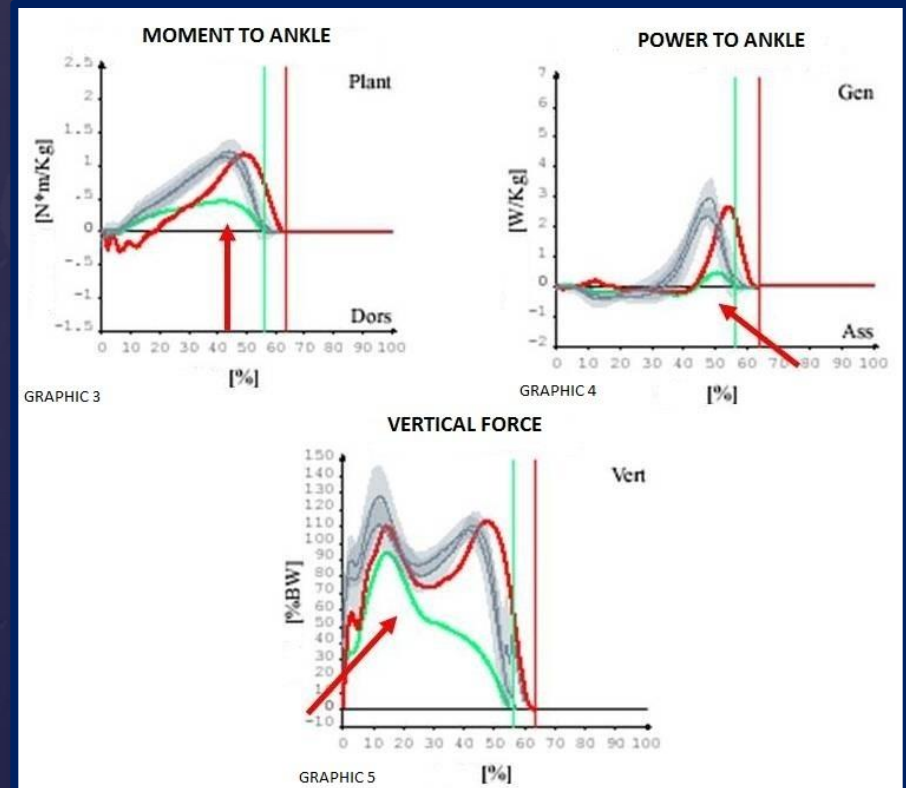 MOMENT TO ANKLE
2.5
2
1.5
1
.5
0
-.5
-1
-1.5
[N*m/Kg]
Plant
Dors
0 10 20 30 40 50 60 70 80 90 100
[%]
GRAPHIC 3
POWER TO ANKLE
7
6
5
4
3
2
1
0
-1
-2
[W/Kg]
Gen
Ass
0 10 20 30 40 50 60 70 80 90 100
[%]
GRAPHIC 4
VERTICAL FORCE
150
140
130
120
110
100
90
80
70
60
50
40
30
20
10
0
-10
[%BW]
Vert
0 10 20 30 40 50 60 70 80 90 100
[%]
GRAPHIC 5